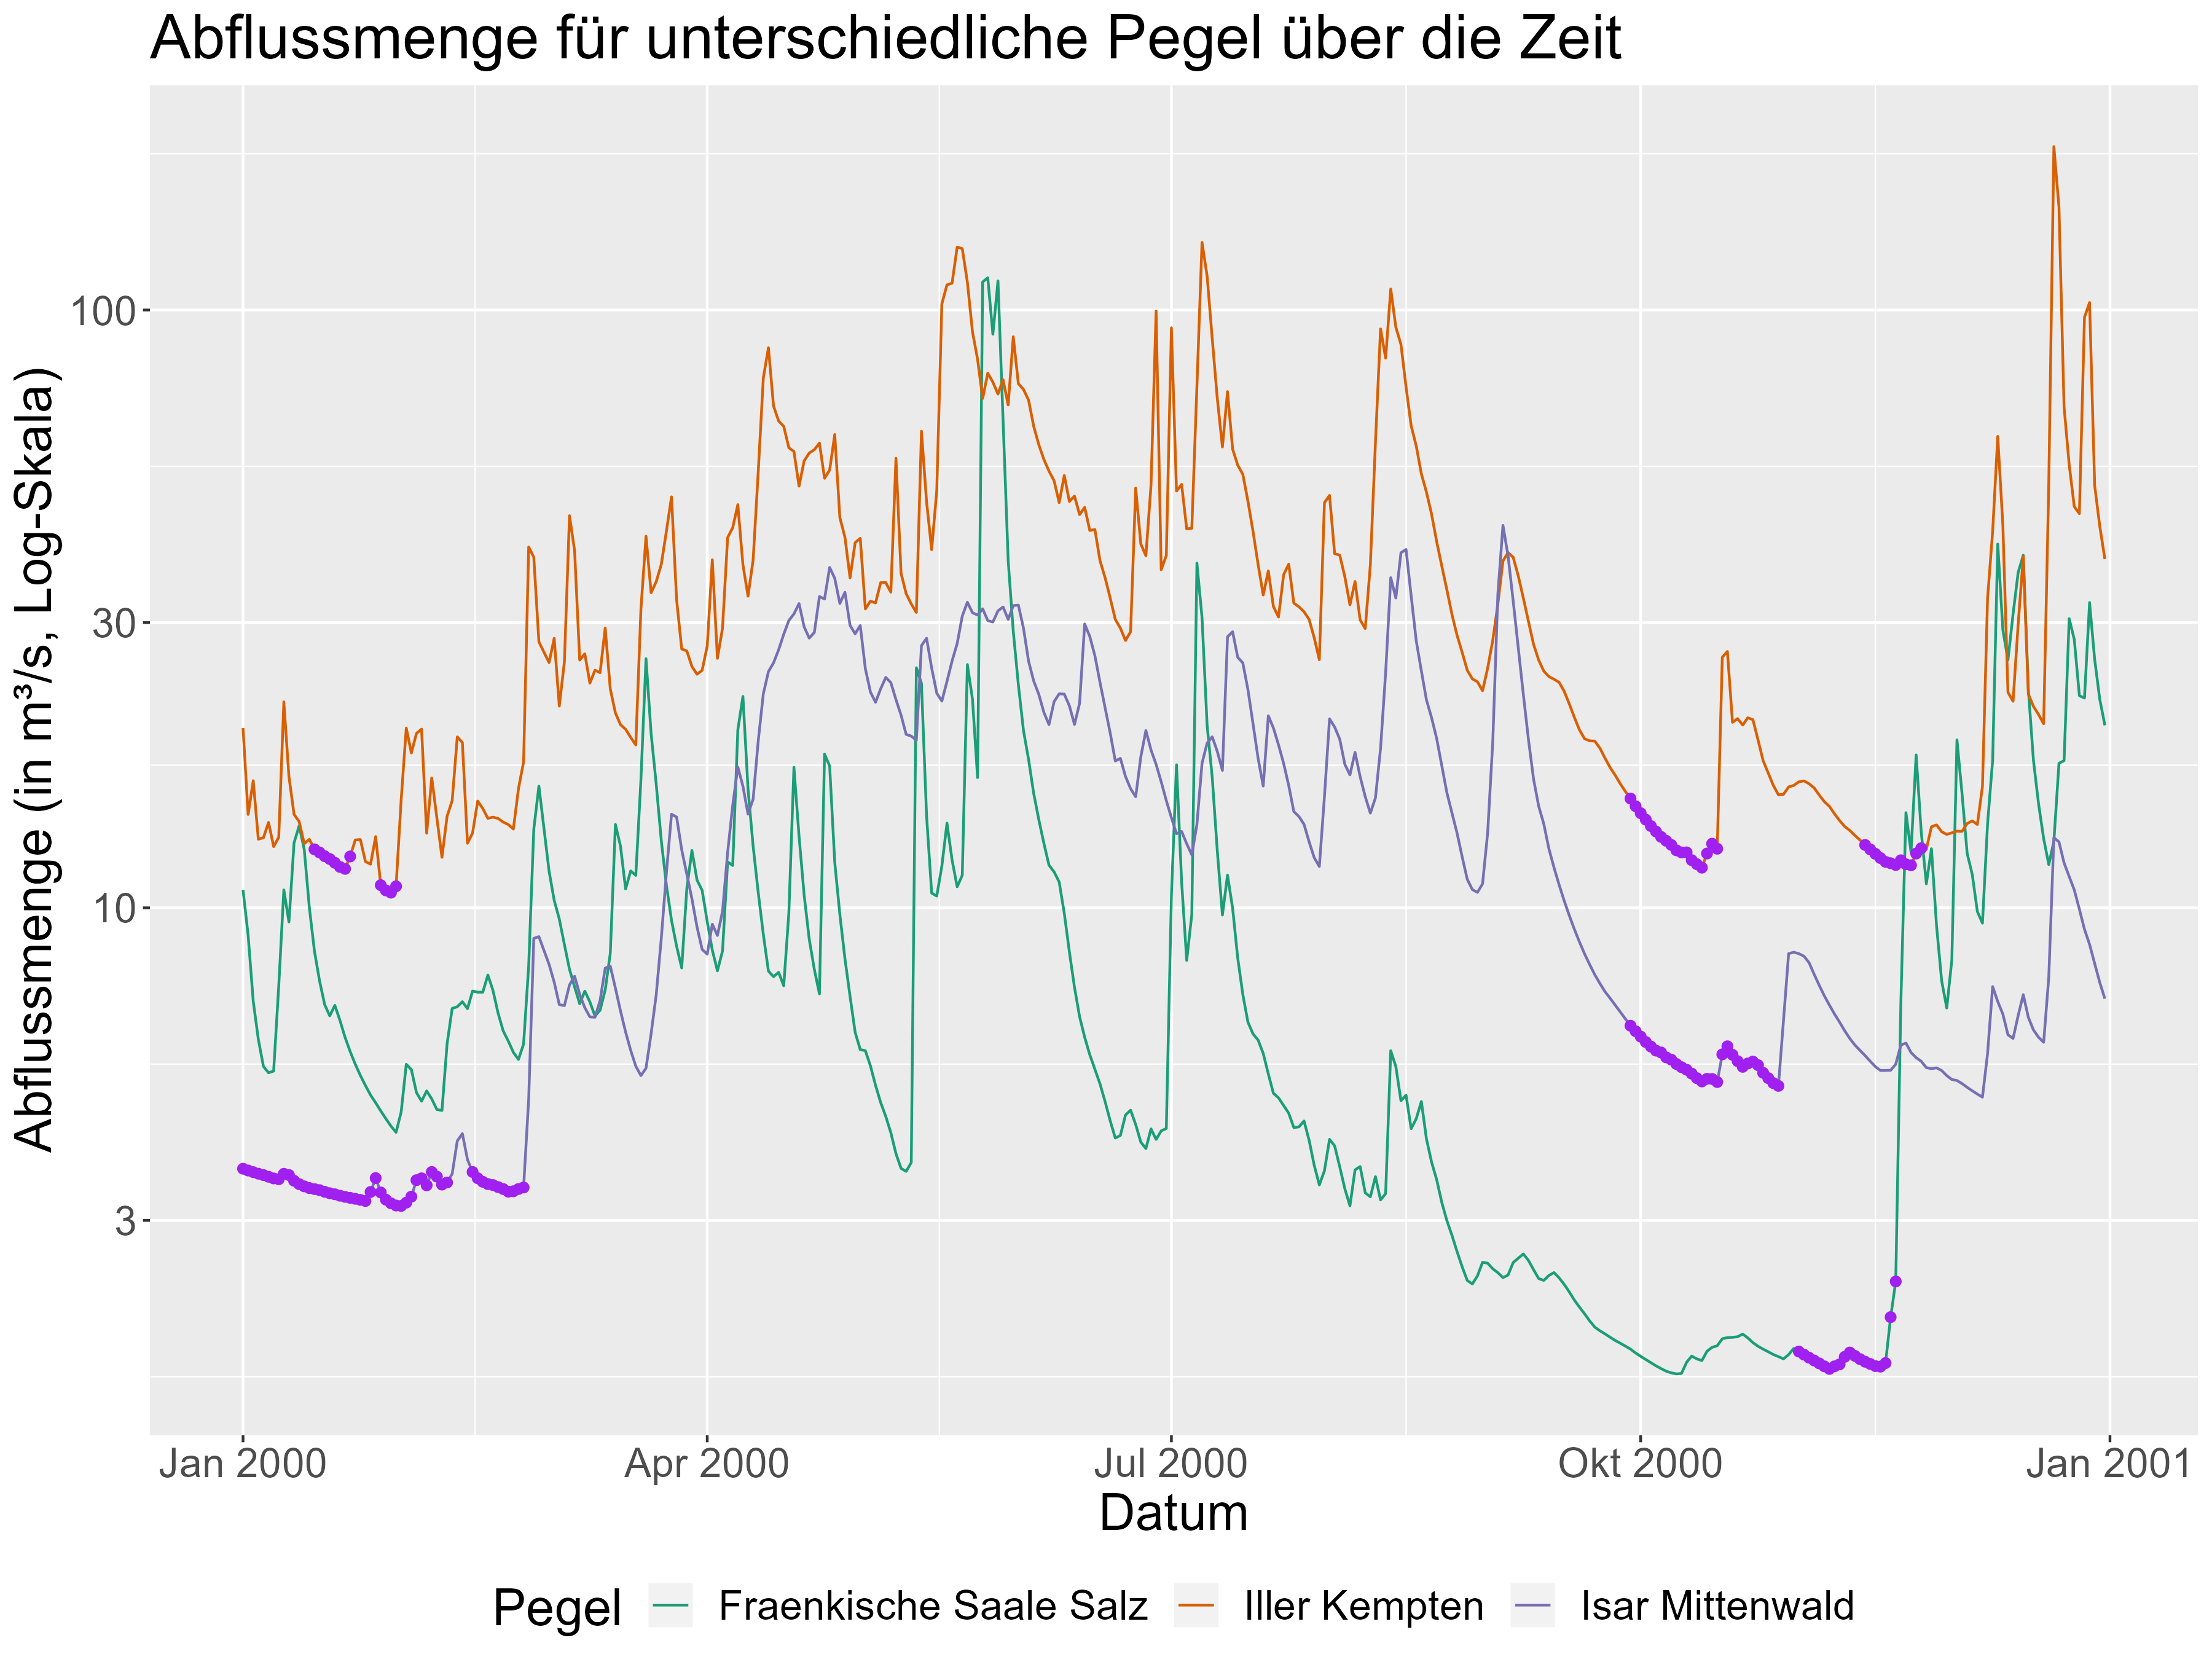 Abflussmenge für unterschiedliche Pegel über die Zeit
Abflussmenge (in m³/s, Log-Skala)
100
30
10
3
Jan 2000 Apr 2000 Jul 2000 Okt 2000 Jan 2001
Datum
Pegel Fraenkische Saale Salz Iller Kempten Isar Mittenwald